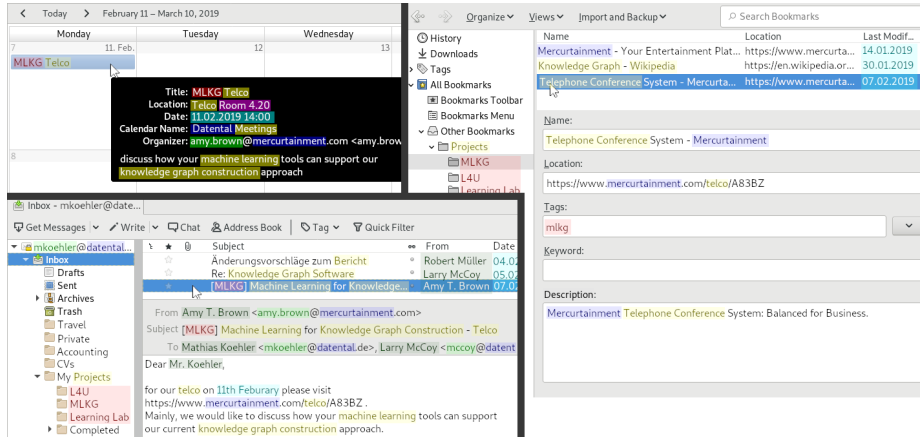 Today
February 11 – March 10, 2019
Monday
Tuesday
Wednesday
7
11. Feb.
12
13
MLKG Telco
Title: MLKG Telco
Location: Telco Room 4.20
Date: 11.02.2019 14:00
Calendar Name: Datental Meetings
Organizer: amy.brown@mercurtainment.com <amy.brow
discuss how your machine learning tools can support our
knowledge graph construction approach
8
Organize
Views
Import and Backup
Search Bookmarks
History
Downloads
Tags
All Bookmarks
Bookmarks Toolbar
Bookmarks Menu
Other Bookmarks
Projects
MLKG
L4U
Learning Lab
Name
Location
Last Modif...
Mercurtainment - Your Entertainment Plat... https://www.mercurta... 14.01.2019
Knowledge Graph - Wikipedia https://en.wikipedia.or... 30.01.2019
Telephone Conference System - Mercurta... https://www.mercurta... 07.02.2019
Name:
Telephone Conference System - Mercurtainment
Location:
https://www.mercurtainment.com/telco/A83BZ
Tags:
mlkg
Keyword:
Description:
Mercurtainment Telephone Conference System: Balanced for Business.
Inbox - mkoehler@date...
Get Messages
Write
Chat
Address Book
Tag
Quick Filter
mkoehler@datental...
Inbox
Drafts
Sent
Archives
Trash
Travel
Private
Accounting
CVs
My Projects
L4U
MLKG
Learning Lab
Completed
Subject
From
Date
Änderungsvorschläge zum Bericht Robert Müller 04.02
Re: Knowledge Graph Software Larry McCoy 05.02
[MLKG] Machine Learning for Knowledge... Amy T. Brown 07.02
From Amy T. Brown <amy.brown@mercurtainment.com>
Subject [MLKG] Machine Learning for Knowledge Graph Construction - Telco
To Mathias Koehler <mkoehler@datental.de>, Larry McCoy <mccoy@datent
Dear Mr. Koehler,
for our telco on 11th Feburary please visit
https://www.mercurtainment.com/telco/A83BZ .
Mainly, we would like to discuss how your machine learning tools can support
our current knowledge graph construction approach.